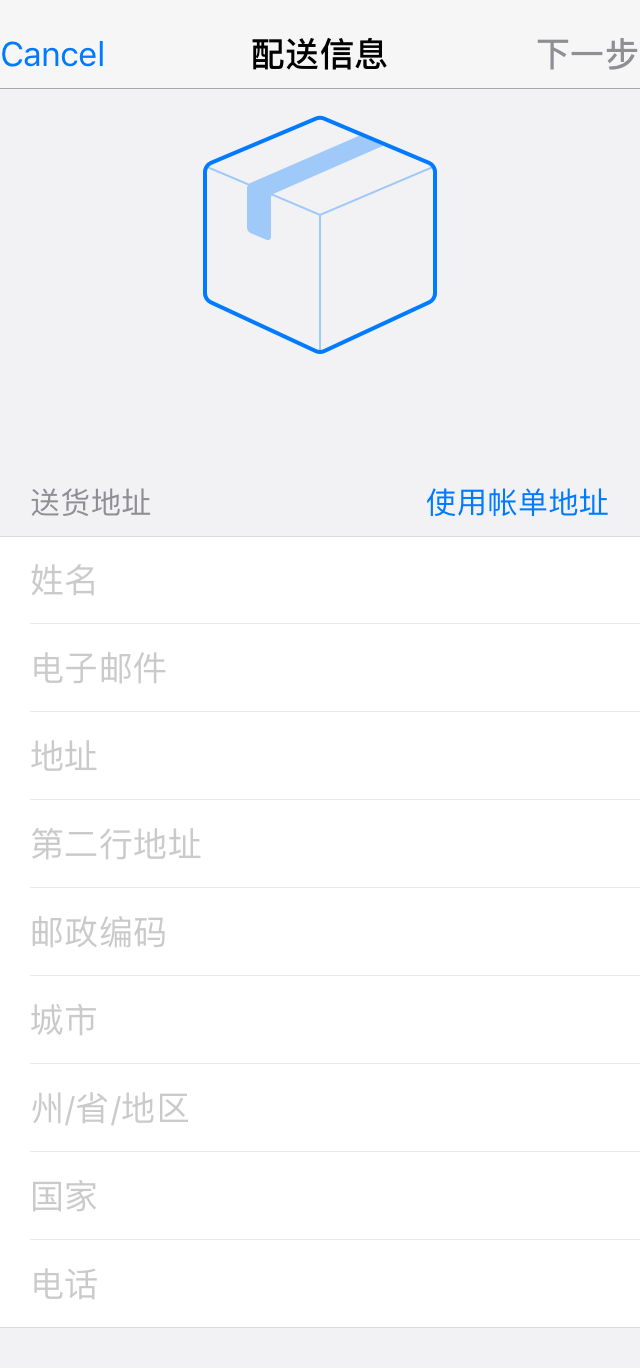 Cancel 配送信息 下一步
送货地址 使用帐单地址
姓名
电子邮件
地址
第二行地址
邮政编码
城市
州/省/地区
国家
电话